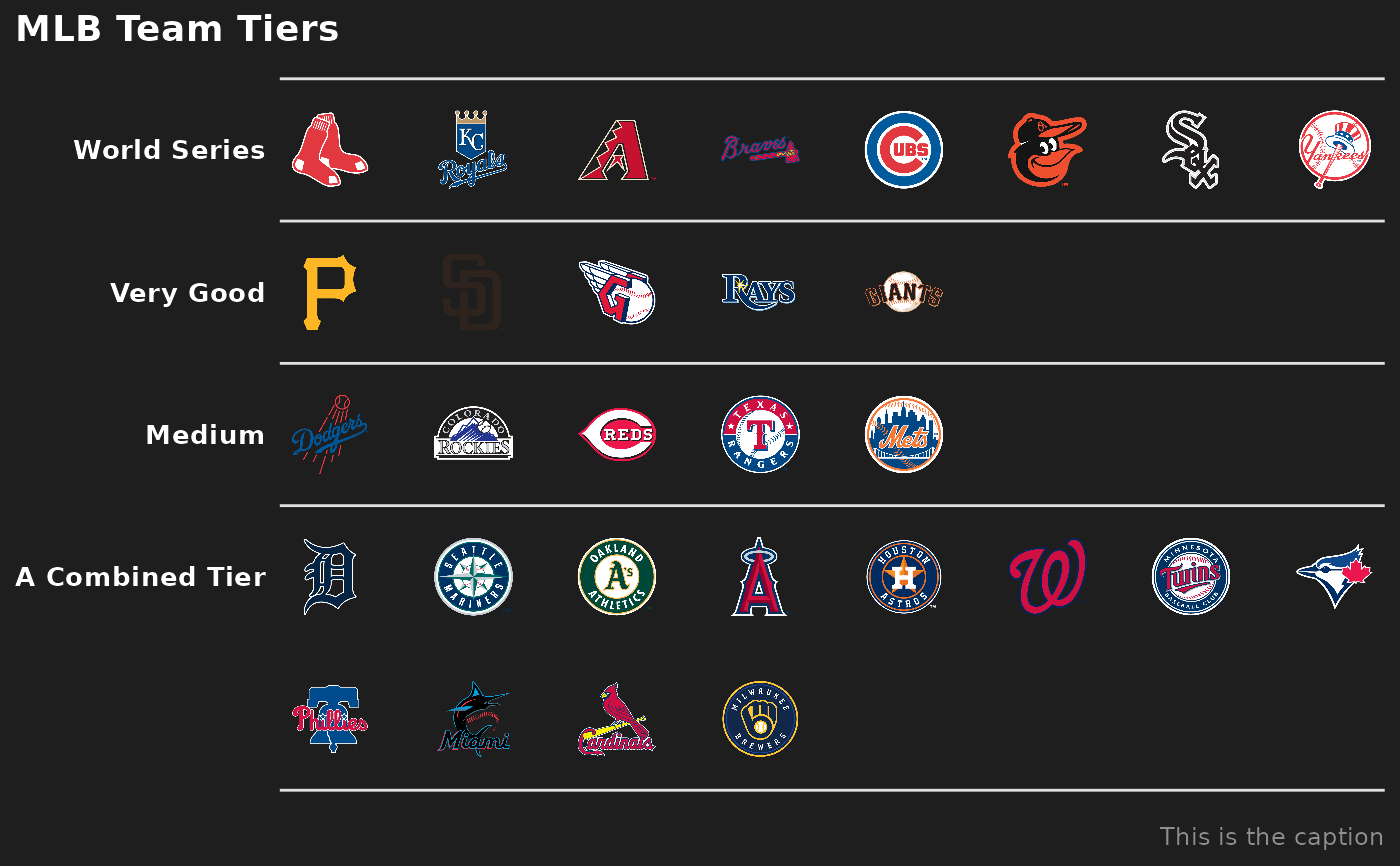 MLB Team Tiers
World Series
KC
Royals
Braves
CUBS
Sox
Yankees
Very Good
P
SD
G
RAYS
GIANTS
Medium
Dodgers
COLORADO
ROCKIES
REDS
TEXAS
T
RANGERS
Mets
A Combined Tier
D
SEATTLE
MARINERS
OAKLAND
A's
ATHLETICS
A
HOUSTON
H
ASTROS
W
MINNESOTA
Twins
BASEBALL CLUB
Phillies
Miami
Cardinals
MILWAUKEE
BREWERS
This is the caption